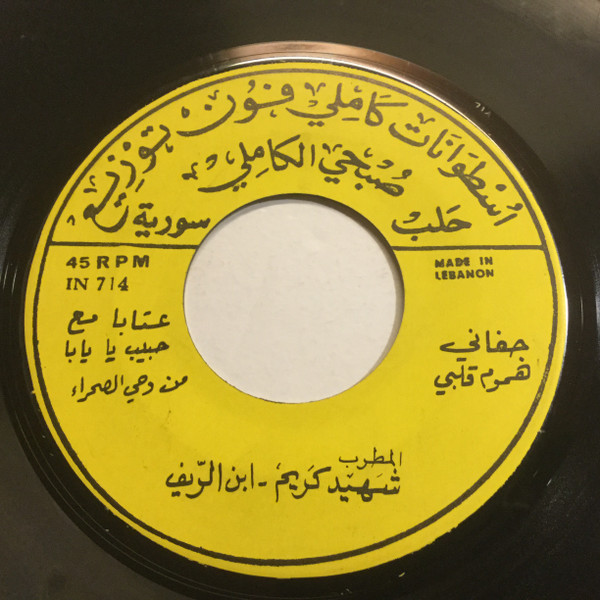 اسطوانات كاملي فون، توزيع
صبحي الكاملي
حلب سورية
45 RPM
IN 714
MADE IN
LEBANON
جفاني
هموم قلبي
عتابا مع
حبيب يا يابا
من وحي الصحراء
المطرب
شهيد كريم - ابن الريف